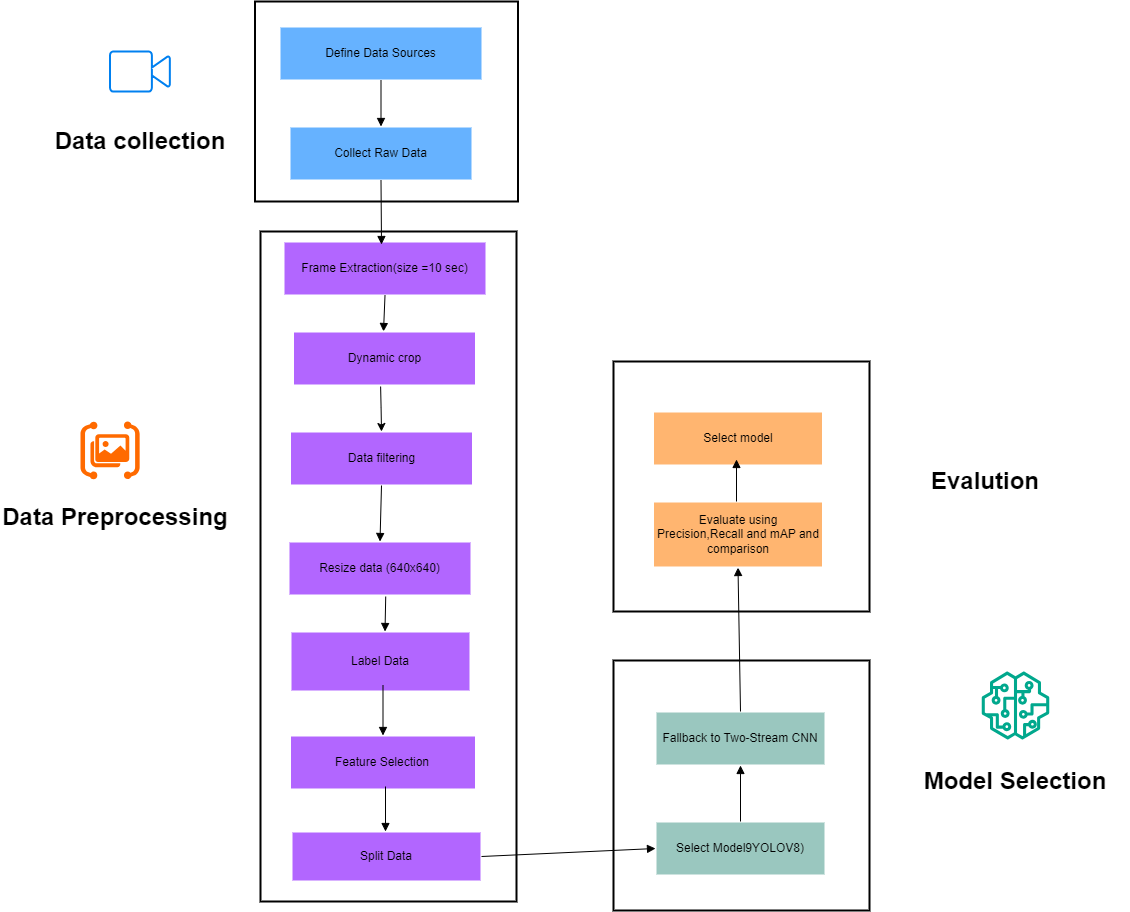 Data collection
Define Data Sources
Collect Raw Data
Data Preprocessing
Frame Extraction(size =10 sec)
Dynamic crop
Data filtering
Resize data (640x640)
Label Data
Feature Selection
Split Data
Model Selection
Select Model9YOLOV8)
Fallback to Two-Stream CNN
Evalution
Evaluate using
Precision,Recall and mAP and
comparison
Select model